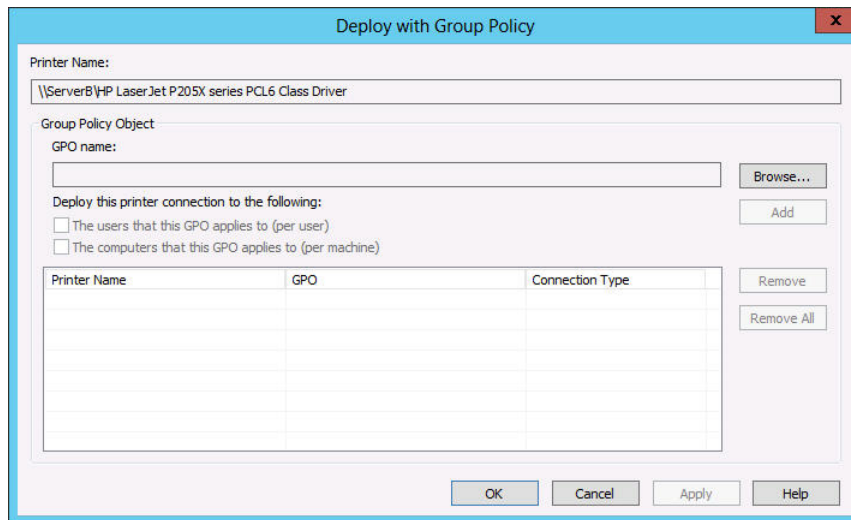 Deploy with Group Policy
x
Printer Name:
\\ServerB\HP LaserJet P205X series PCL6 Class Driver
Group Policy Object
GPO name:
Browse...
Deploy this printer connection to the following:
Add
The users that this GPO applies to (per user)
The computers that this GPO applies to (per machine)
Printer Name GPO Connection Type
Remove
Remove All
OK Cancel Apply Help